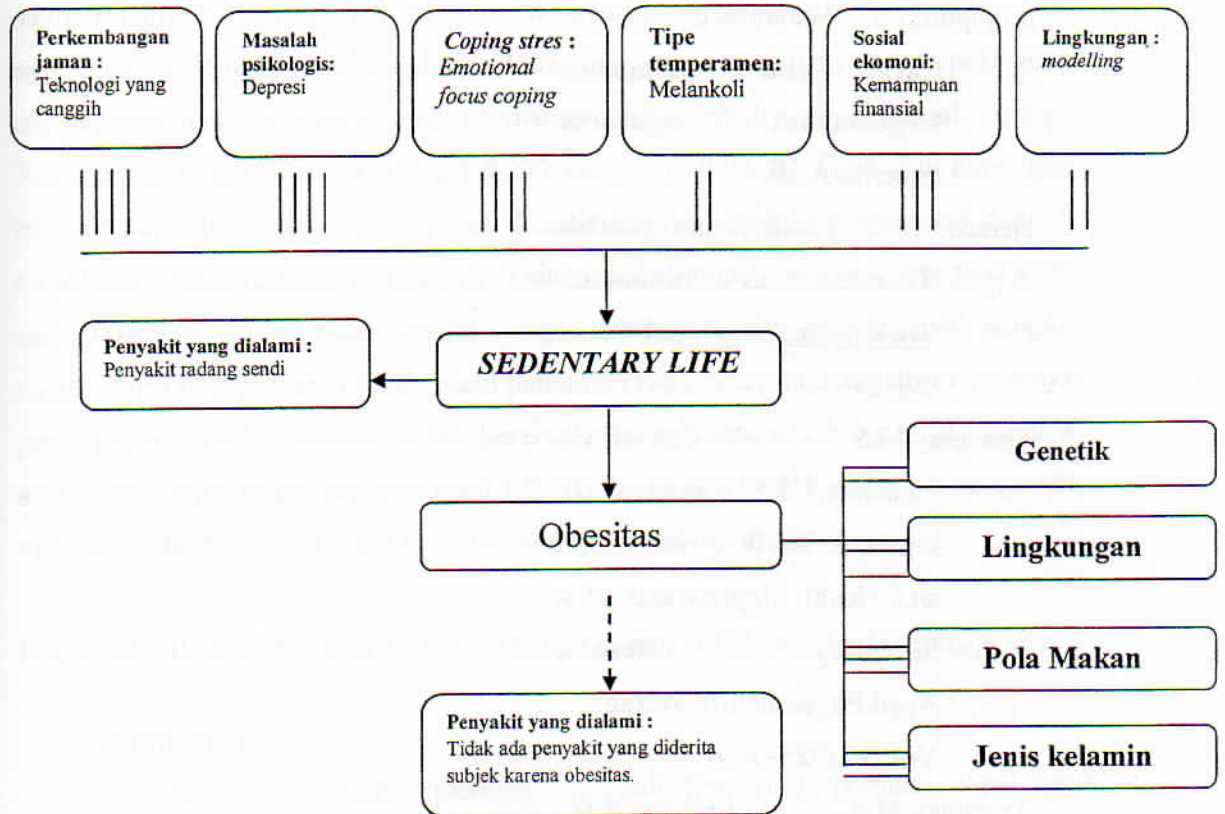 Perkembangan
jaman :
Teknologi yang
canggih
Masalah
psikologis:
Depresi
Coping stres :
Emotional
focus coping
Tipe
temperamen:
Melankoli
Sosial
ekomoni:
Kemampuan
finansial
Lingkungan :
modelling
Penyakit yang dialami :
Penyakit radang sendi
SEDENTARY LIFE
Obesitas
Penyakit yang dialami :
Tidak ada penyakit yang diderita
subjek karena obesitas.
Genetik
Lingkungan
Pola Makan
Jenis kelamin